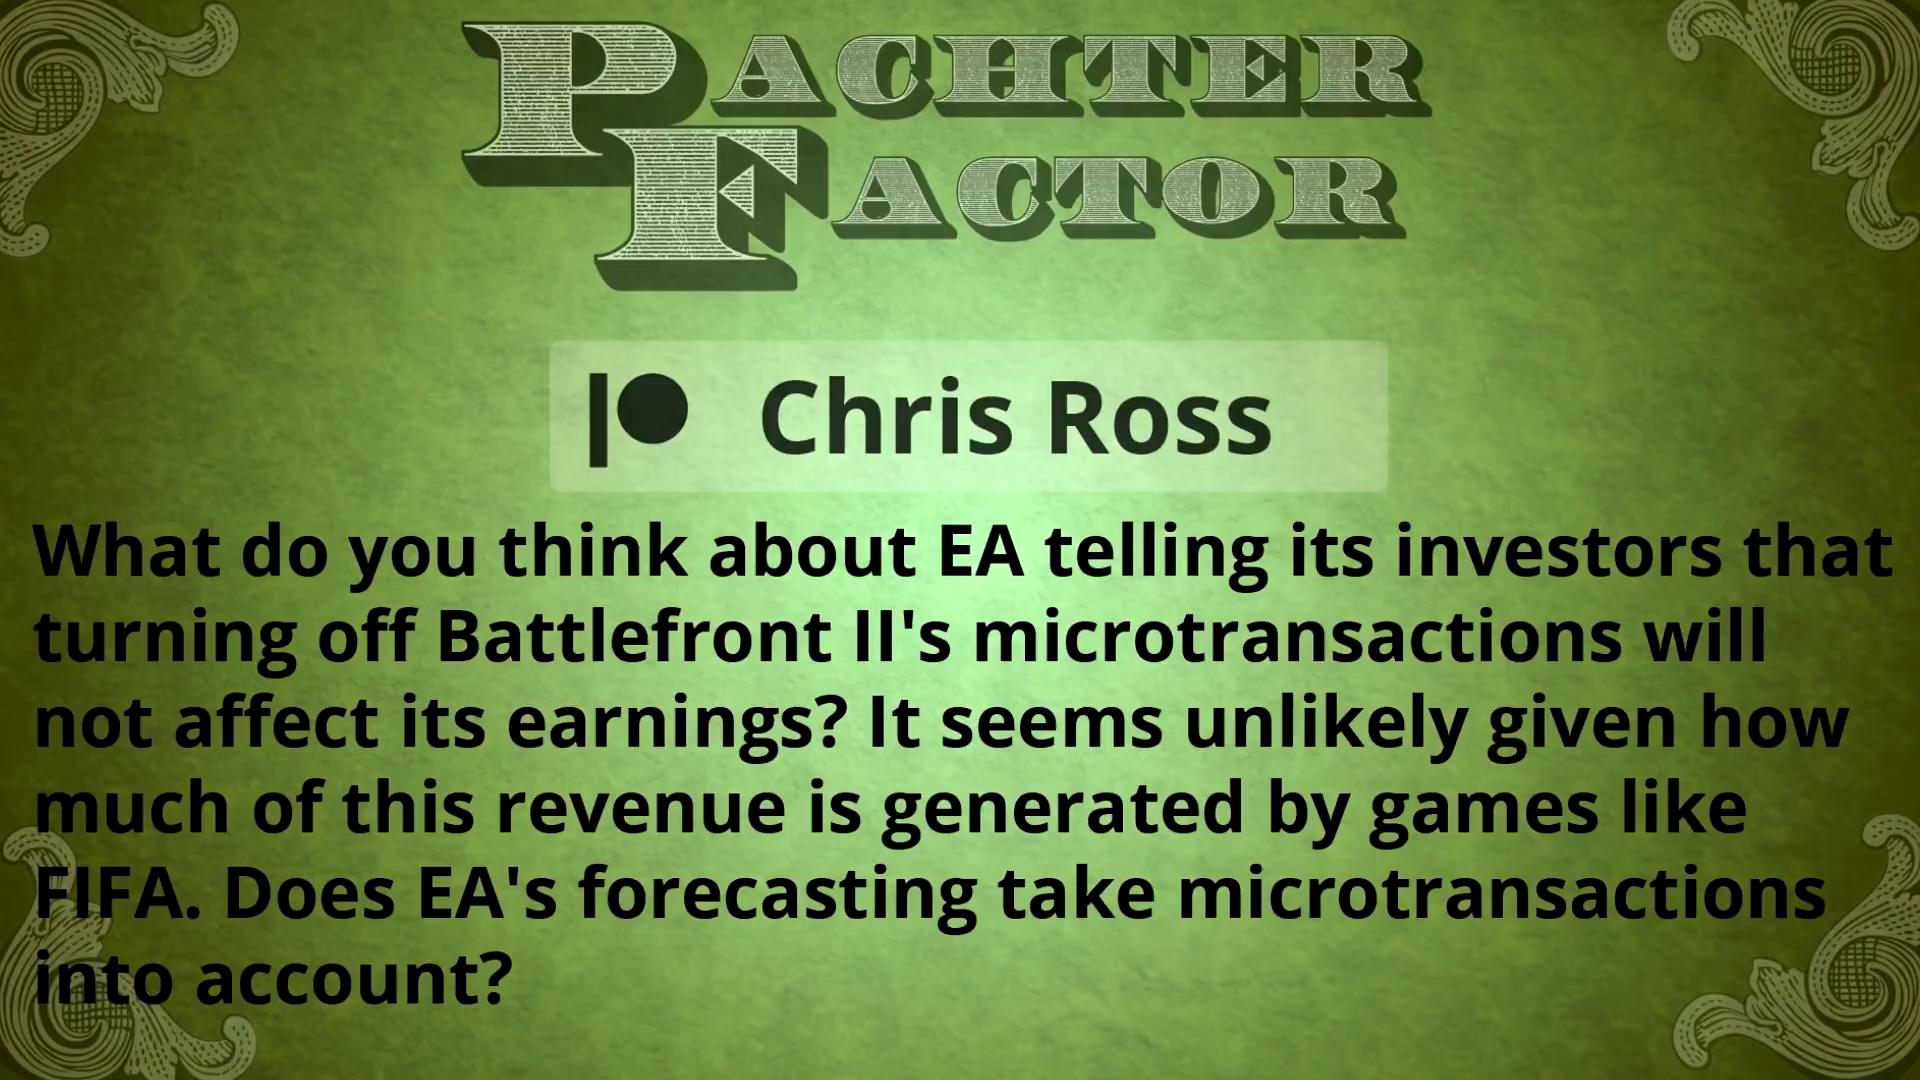 PACHTER
FACTOR
Chris Ross
What do you think about EA telling its investors that
turning off Battlefront II's microtransactions will
not affect its earnings? It seems unlikely given how
much of this revenue is generated by games like
FIFA. Does EA's forecasting take microtransactions
into account?